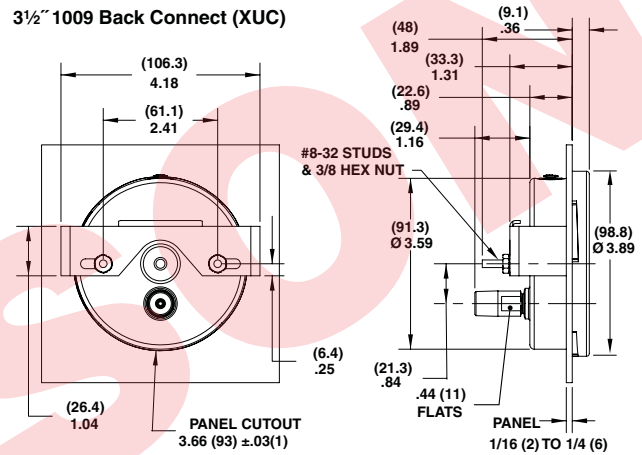 3½˝ 1009 Back Connect (XUC)
(106.3)
4.18
(61.1)
2.41
(6.4)
.25
(26.4)
1.04
PANEL CUTOUT
3.66 (93) ±.03(1)
(9.1)
.36
(48)
1.89
(33.3)
1.31
(22.6)
.89
(29.4)
1.16
#8-32 STUDS
& 3/8 HEX NUT
(91.3)
Ø 3.59
(98.8)
Ø 3.89
(21.3)
.84
.44 (11)
FLATS
PANEL
1/16 (2) TO 1/4 (6)